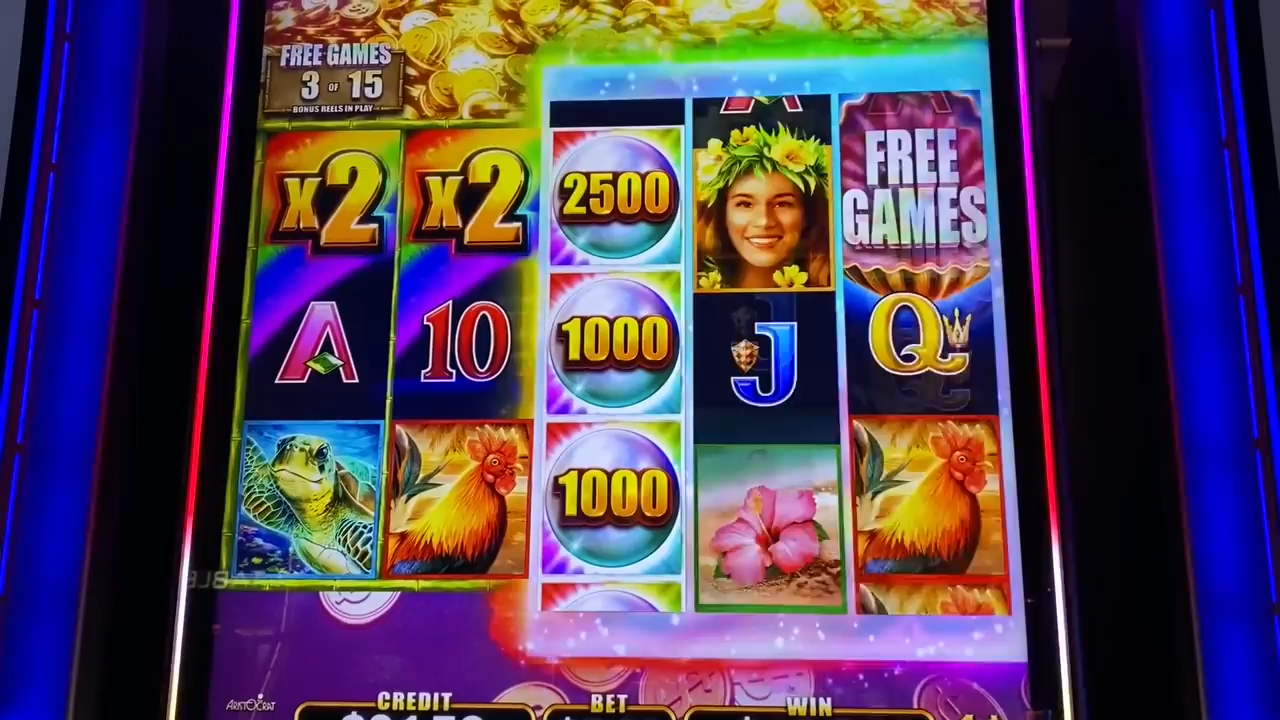 FREE GAMES
3 OF 15
BONUS REELS IN PLAY
x2
x2
2500
FREE
GAMES
A
10
1000
J
Q
1000
ARISTOCRAT
CREDIT
BET
WIN